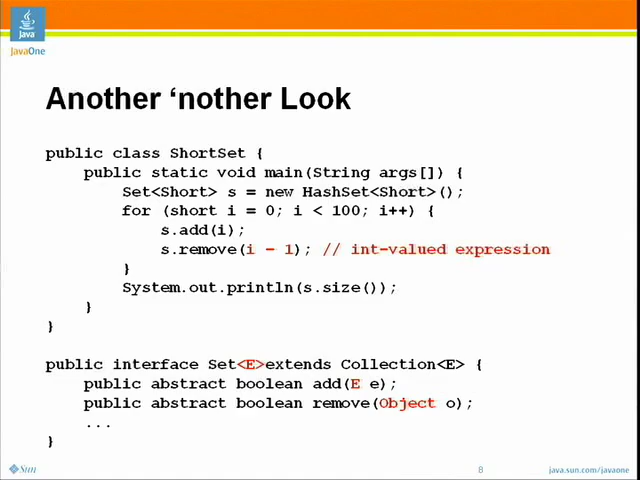 Java
JavaOne
Another ‘nother Look
public class ShortSet {
public static void main(String args[]) {
Set<Short> s = new HashSet<Short>();
for (short i = 0; i < 100; i++) {
s.add(i);
s.remove(i - 1); // int-valued expression
}
System.out.println(s.size());
}
}
public interface Set<E>extends Collection<E> {
public abstract boolean add(E e);
public abstract boolean remove(Object o);
...
}
Sun
8
java.sun.com/javaone